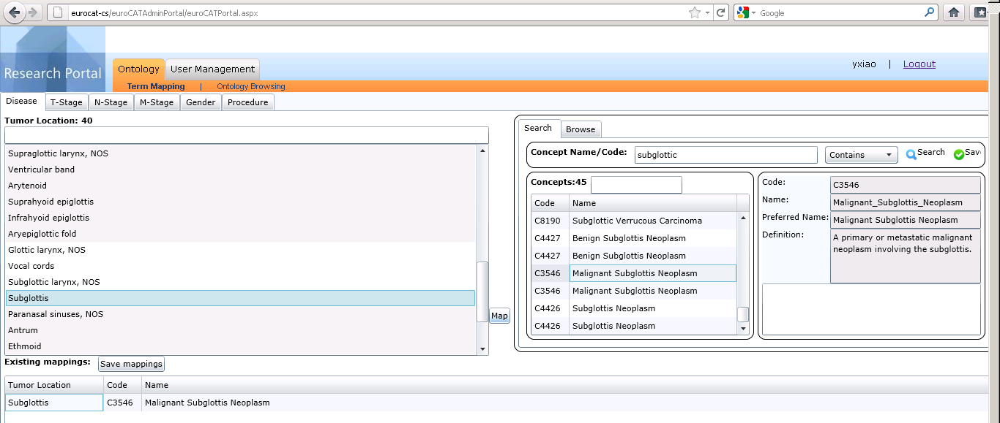 eurocat-cs/euroCATAdminPortal/euroCATPortal.aspx
Google
Research Portal
Ontology
User Management
yxiao | Logout
Term Mapping | Ontology Browsing
Disease
T-Stage
N-Stage
M-Stage
Gender
Procedure
Tumor Location: 40
Supraglottic larynx, NOS
Ventricular band
Arytenoid
Suprahyoid epiglottis
Infrahyoid epiglottis
Aryepiglottic fold
Glottic larynx, NOS
Vocal cords
Subglottic larynx, NOS
Subglottis
Paranasal sinuses, NOS
Antrum
Ethmoid
Map
Search
Browse
Concept Name/Code:
subglottic
Contains
Search
Sav
Concepts:45
Code Name
C8190 Subglottic Verrucous Carcinoma
C4427 Benign Subglottis Neoplasm
C4427 Benign Subglottis Neoplasm
C3546 Malignant Subglottis Neoplasm
C3546 Malignant Subglottis Neoplasm
C4426 Subglottis Neoplasm
C4426 Subglottis Neoplasm
Code: C3546
Name: Malignant_Subglottis_Neoplasm
Preferred Name: Malignant Subglottis Neoplasm
Definition: A primary or metastatic malignant
neoplasm involving the subglottis.
Existing mappings: Save mappings
Tumor Location Code Name
Subglottis C3546 Malignant Subglottis Neoplasm